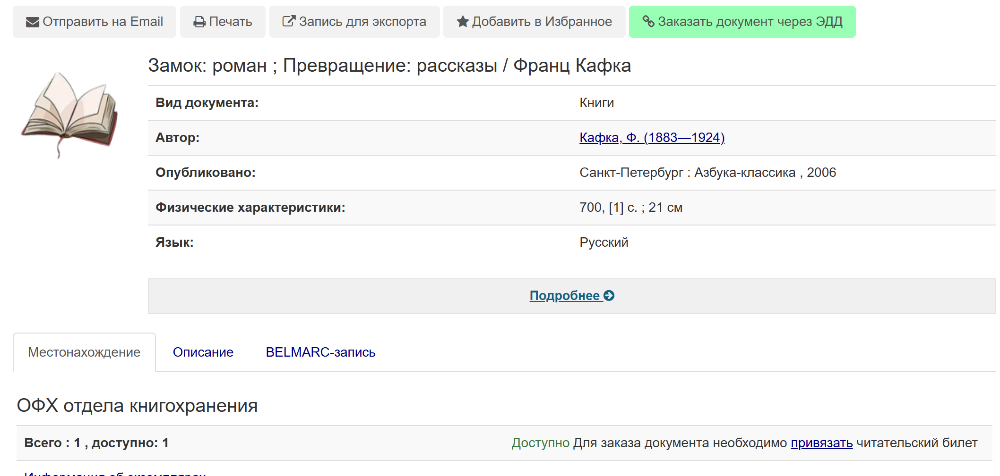 Отправить на Email
Печать
Запись для экспорта
Добавить в Избранное
Заказать документ через ЭДД
Замок: роман ; Превращение: рассказы / Франц Кафка
Вид документа: Книги
Автор: Кафка, Ф. (1883—1924)
Опубликовано: Санкт-Петербург : Азбука-классика , 2006
Физические характеристики: 700, [1] с. ; 21 см
Язык: Русский
Подробнее
Местонахождение
Описание
BELMARC-запись
ОФХ отдела книгохранения
Всего : 1 , доступно: 1 Доступно Для заказа документа необходимо привязать читательский билет
Информация об экземплярах